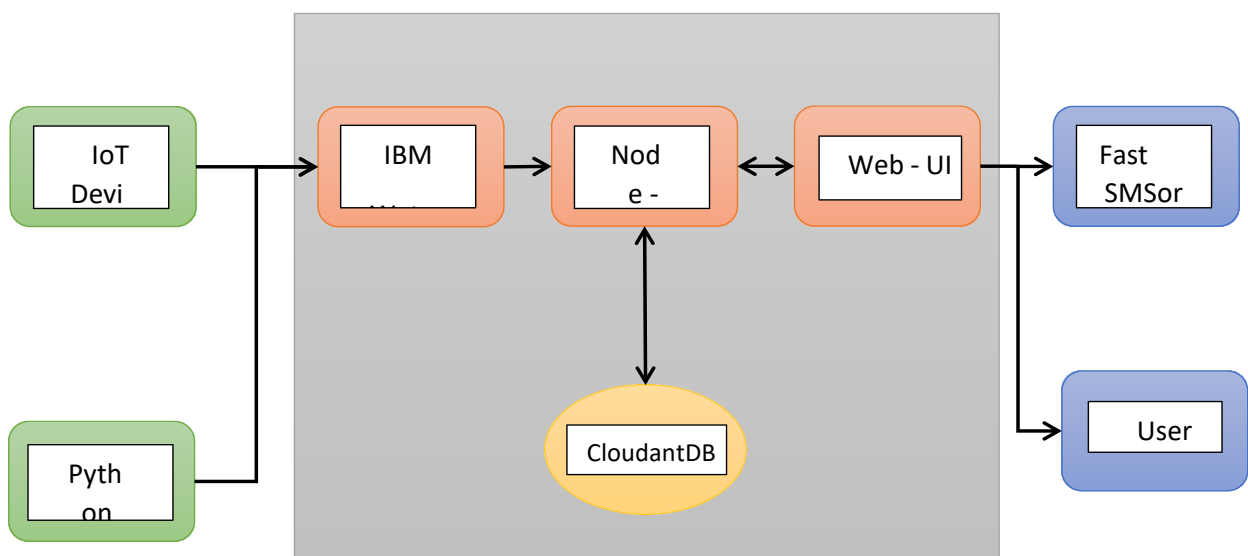 IoT
Devi
IBM
Nod
e -
Web - UI
Fast
SMSor
CloudantDB
Pyth
on
User